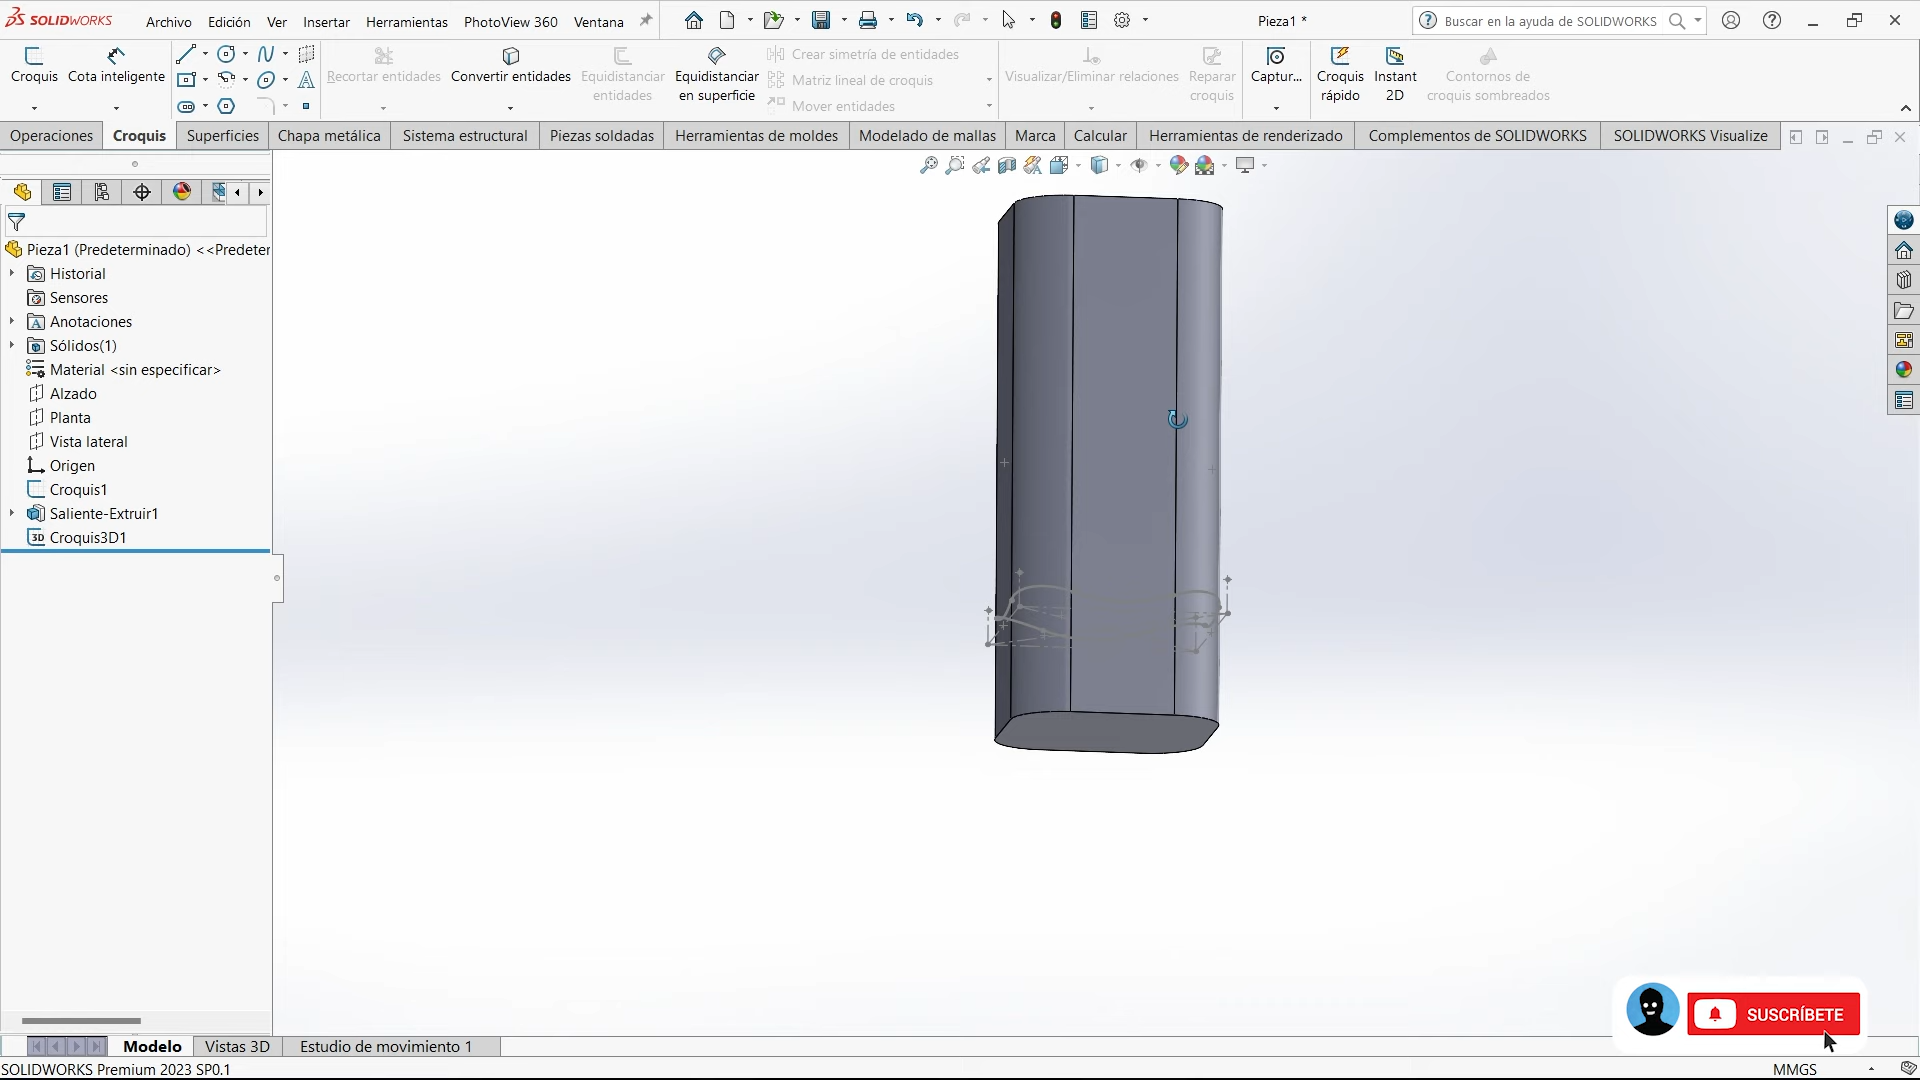 SOLIDWORKS
Archivo Edición Ver Insertar Herramientas PhotoView 360 Ventana
Pieza1 *
Buscar en la ayuda de SOLIDWORKS
Croquis
Cota inteligente
Recortar entidades
Convertir entidades
Equidistanciar
entidades
Equidistanciar
en superficie
Crear simetría de entidades
Matriz lineal de croquis
Mover entidades
Visualizar/Eliminar relaciones
Reparar
croquis
Captur...
Croquis
rápido
Instant
2D
Contornos de
croquis sombreados
Operaciones Croquis Superficies Chapa metálica Sistema estructural Piezas soldadas Herramientas de moldes Modelado de mallas Marca Calcular Herramientas de renderizado Complementos de SOLIDWORKS SOLIDWORKS Visualize
Pieza1 (Predeterminado) <<Predeter
Historial
Sensores
Anotaciones
Sólidos(1)
Material <sin especificar>
Alzado
Planta
Vista lateral
Origen
Croquis1
Saliente-Extruir1
3D Croquis3D1
SUSCRÍBETE
Modelo Vistas 3D Estudio de movimiento 1
SOLIDWORKS Premium 2023 SP0.1
MMGS